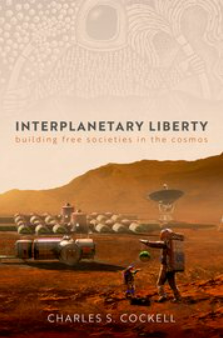 INTERPLANETARY LIBERTY
building free societies in the cosmos
CHARLES S. COCKELL